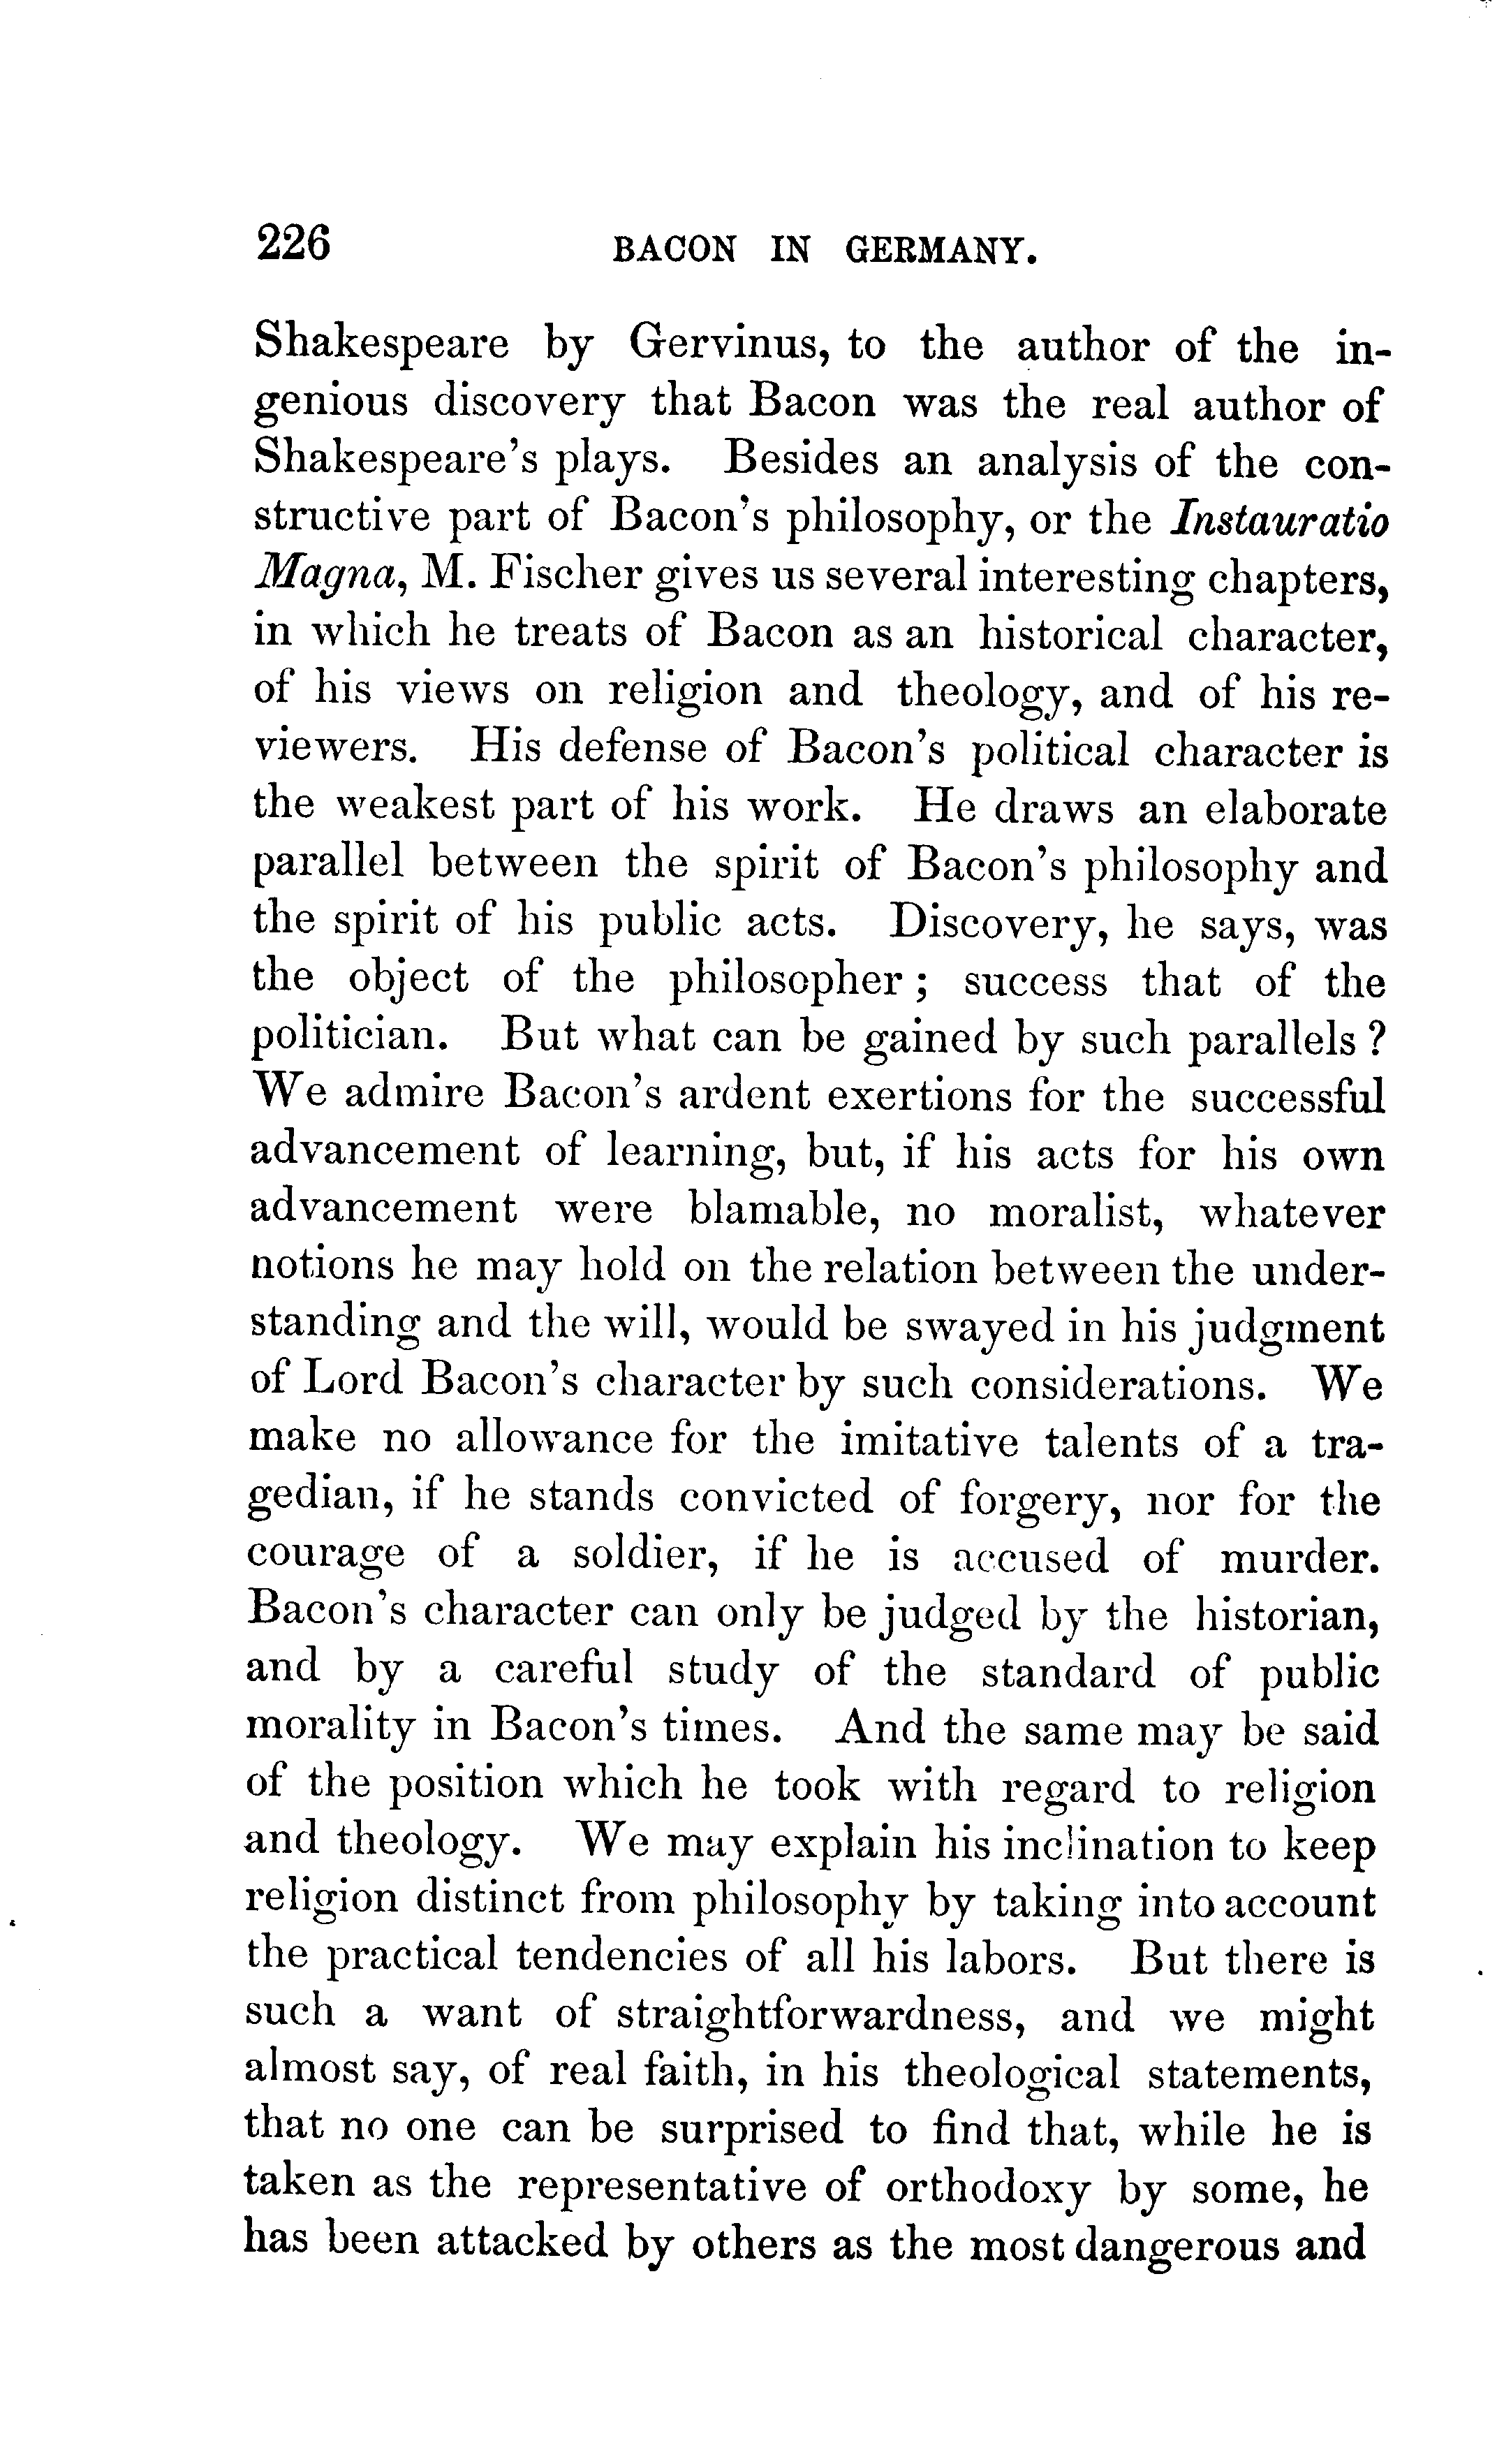 226 BACON IN GERMANY.
Shakespeare by Gervinus, to the author of the in-
genious discovery that Bacon was the real author of
Shakespeare's plays. Besides an analysis of the con-
structive part of Bacon's philosophy, or the Instauratio
Magna, M. Fischer gives us several interesting chapters,
in which he treats of Bacon as an historical character,
of his views on religion and theology, and of his re-
viewers. His defense of Bacon's political character is
the weakest part of his work. He draws an elaborate
parallel between the spirit of Bacon's philosophy and
the spirit of his public acts. Discovery, he says, was
the object of the philosopher; success that of the
politician. But what can be gained by such parallels?
We admire Bacon's ardent exertions for the successful
advancement of learning, but, if his acts for his own
advancement were blamable, no moralist, whatever
notions he may hold on the relation between the under-
standing and the will, would be swayed in his judgment
of Lord Bacon's character by such considerations. We
make no allowance for the imitative talents of a tra-
gedian, if he stands convicted of forgery, nor for the
courage of a soldier, if he is accused of murder.
Bacon's character can only be judged by the historian,
and by a careful study of the standard of public
morality in Bacon's times. And the same may be said
of the position which he took with regard to religion
and theology. We may explain his inclination to keep
religion distinct from philosophy by taking into account
the practical tendencies of all his labors. But there is
such a want of straightforwardness, and we might
almost say, of real faith, in his theological statements,
that no one can be surprised to find that, while he is
taken as the representative of orthodoxy by some, he
has been attacked by others as the most dangerous and